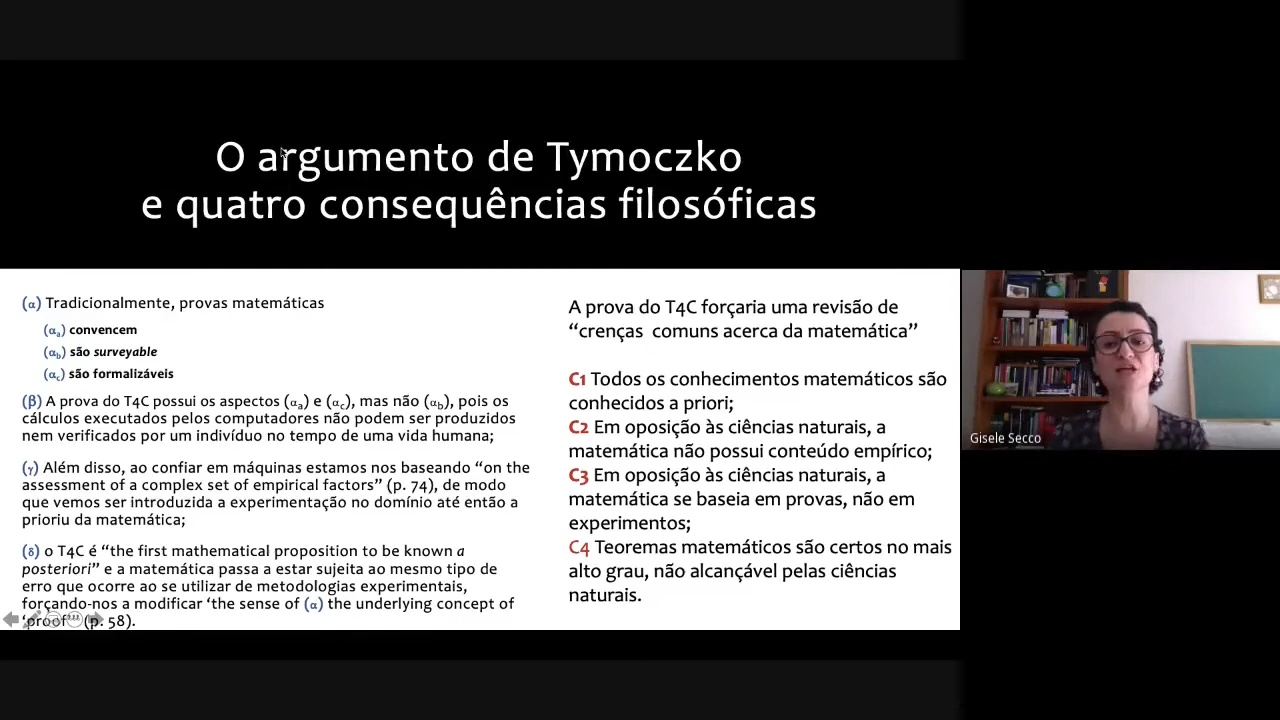 O argumento de Tymoczko
e quatro consequências filosóficas
(α) Tradicionalmente, provas matemáticas
(αa) convencem
(αb) são surveyable
(αc) são formalizáveis
(β) A prova do T4C possui os aspectos (αa) e (αc), mas não (αb), pois os
cálculos executados pelos computadores não podem ser produzidos
nem verificados por um indivíduo no tempo de uma vida humana;
(γ) Além disso, ao confiar em máquinas estamos nos baseando “on the
assessment of a complex set of empirical factors” (p. 74), de modo
que vemos ser introduzida a experimentação no domínio até então a
prioriu da matemática;
(δ) o T4C é “the first mathematical proposition to be known a
posteriori” e a matemática passa a estar sujeita ao mesmo tipo de
erro que ocorre ao se utilizar de metodologias experimentais,
forçando-nos a modificar ‘the sense of (α) the underlying concept of
‘proof’”’ (p. 58).
A prova do T4C forçaria uma revisão de
“crenças comuns acerca da matemática”
C1 Todos os conhecimentos matemáticos são
conhecidos a priori;
C2 Em oposição às ciências naturais, a
matemática não possui conteúdo empírico;
C3 Em oposição às ciências naturais, a
matemática se baseia em provas, não em
experimentos;
C4 Teoremas matemáticos são certos no mais
alto grau, não alcançável pelas ciências
naturais.
Gisele Secco